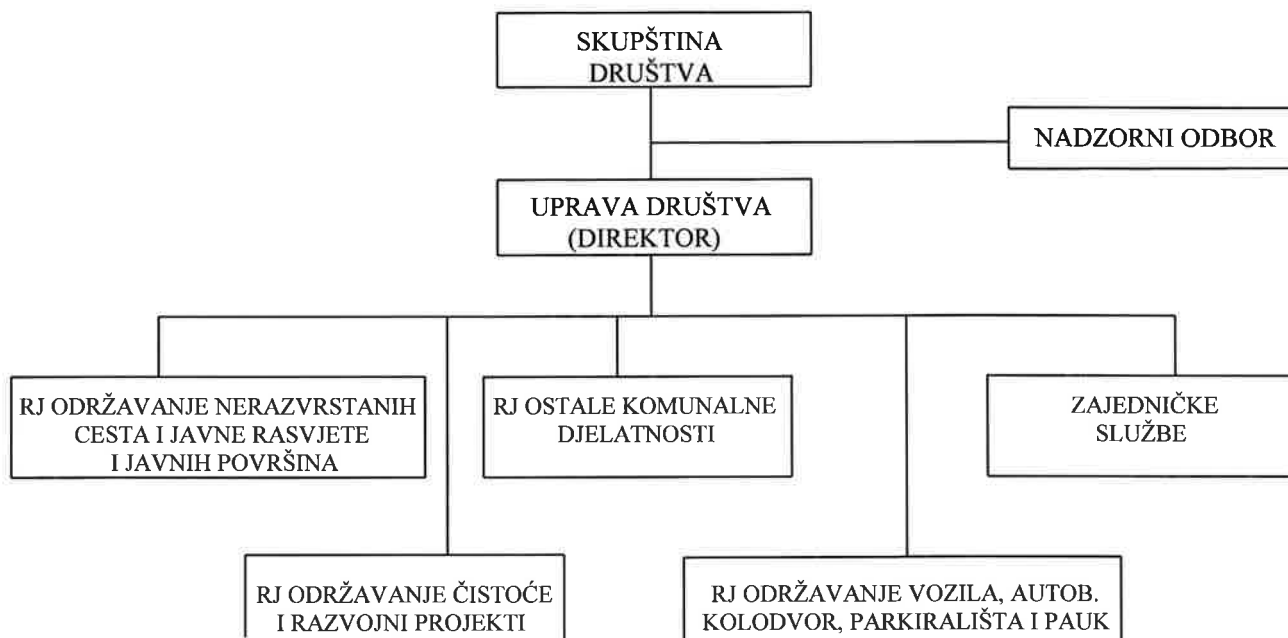 SKUPŠTINA
DRUŠTVA
NADZORNI ODBOR
UPRAVA DRUŠTVA
(DIREKTOR)
RJ ODRŽAVANJE NERAZVRSTANIH
CESTA I JAVNE RASVJETE
I JAVNIH POVRŠINA
RJ OSTALE KOMUNALNE
DJELATNOSTI
ZAJEDNIČKE
SLUŽBE
RJ ODRŽAVANJE ČISTOĆE
I RAZVOJNI PROJEKTI
RJ ODRŽAVANJE VOZILA, AUTOB.
KOLODVOR, PARKIRALIŠTA I PAUK